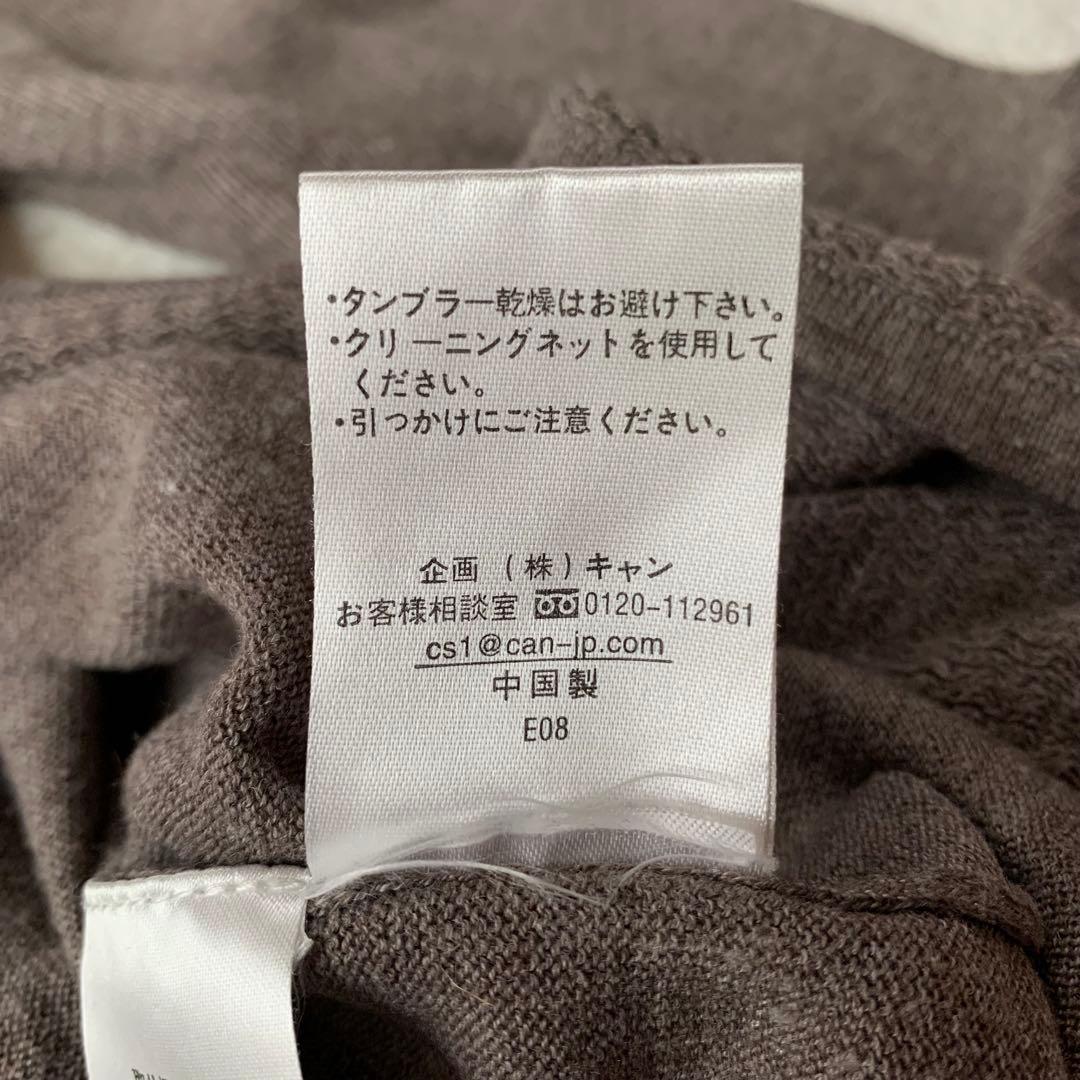 ・タンブラー乾燥はお避け下さい。
・クリーニングネットを使用して
ください。
・引っかけにご注意ください。
企画 (株)キャン
お客様相談室 0120-112961
cs1@can-jp.com
中国製
E08